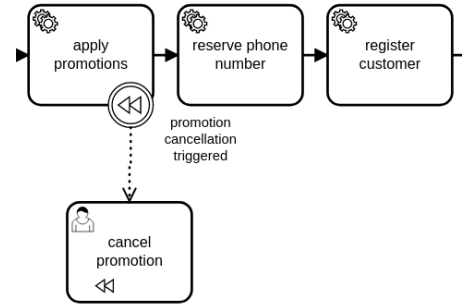 apply
promotions
reserve phone
number
register
customer
promotion
cancellation
triggered
cancel
promotion